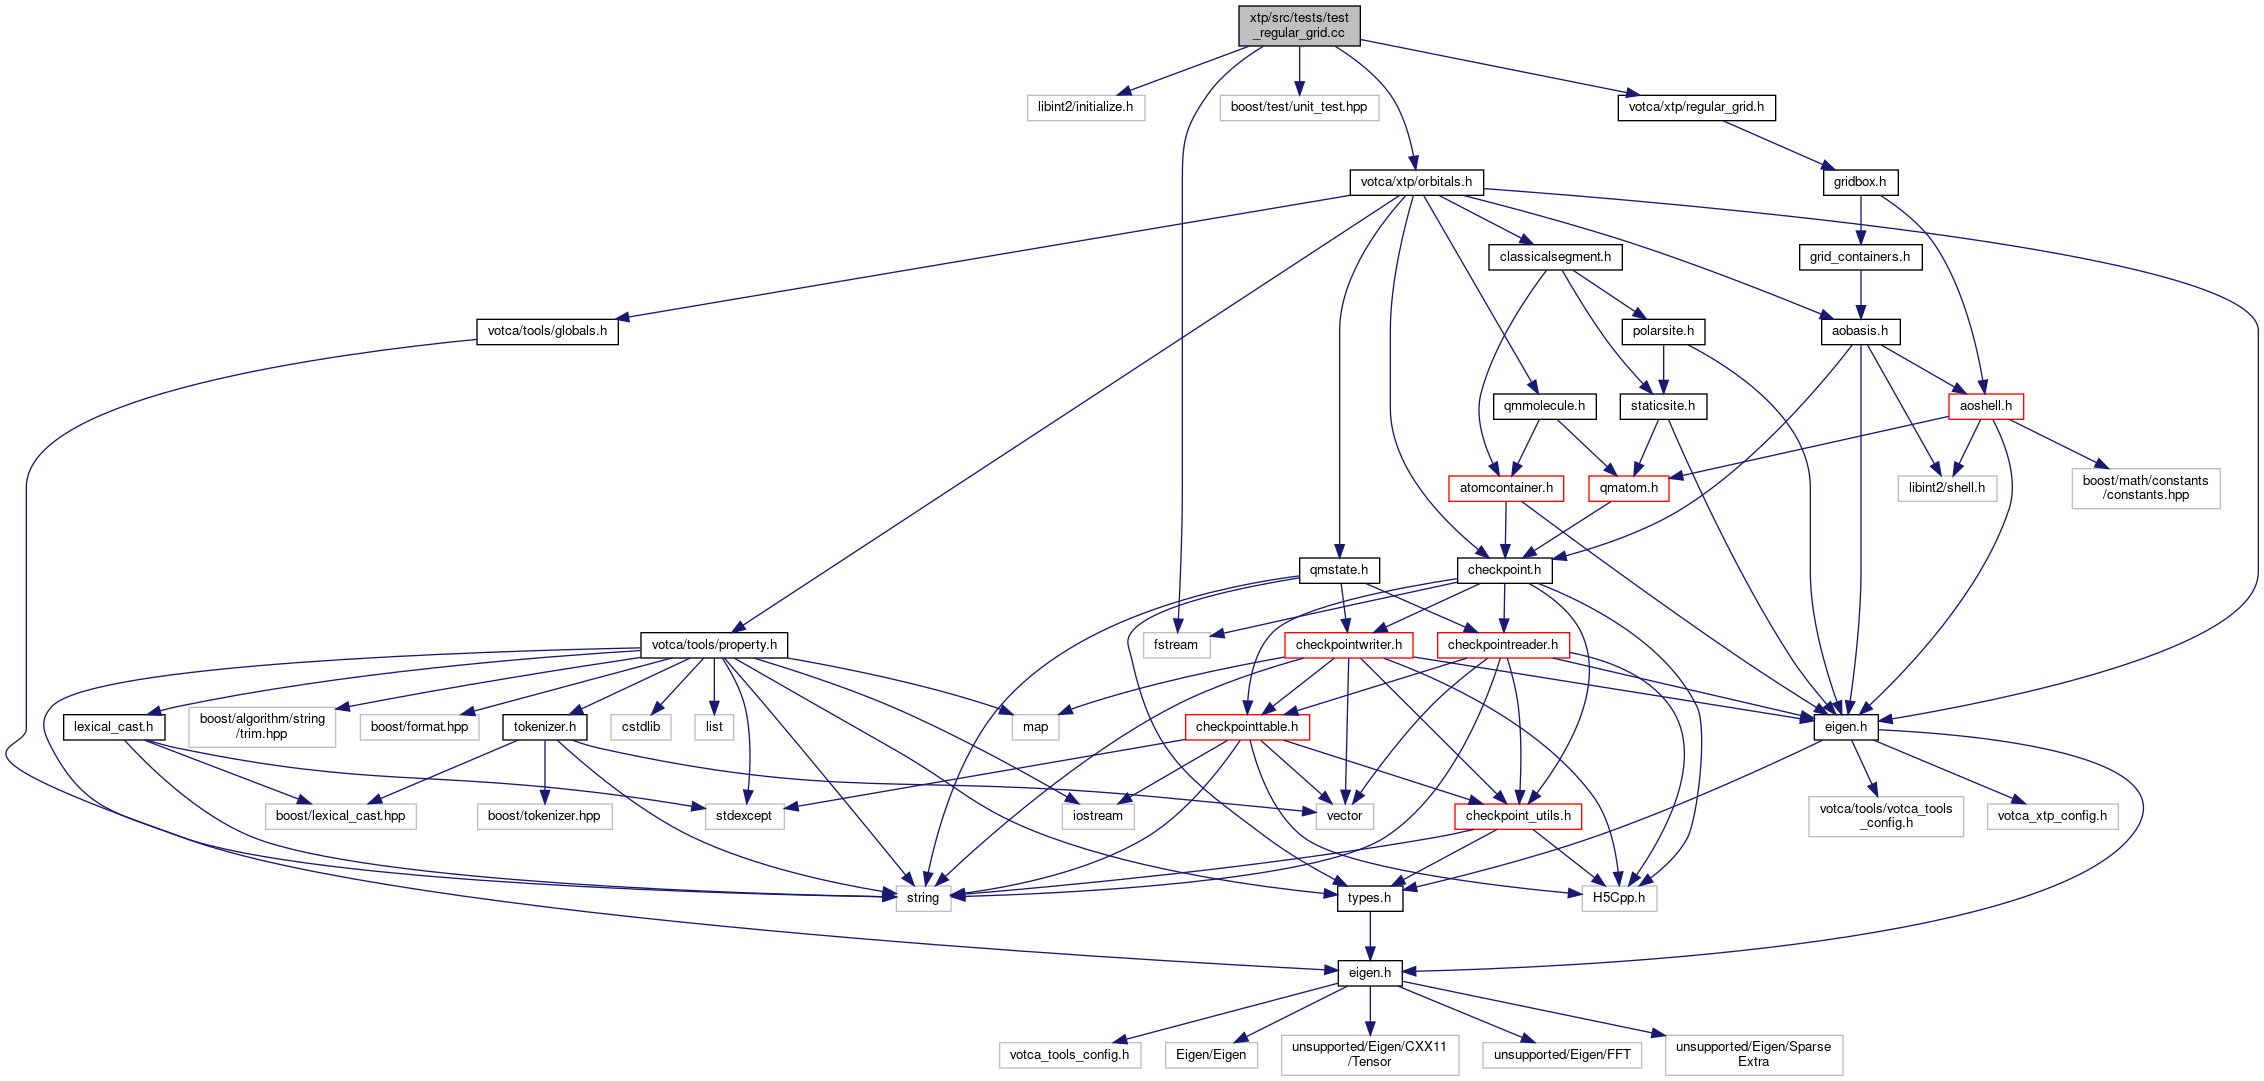 xtp/src/tests/test
_regular_grid.cc
libint2/initialize.h
boost/test/unit_test.hpp
votca/xtp/regular_grid.h
votca/xtp/orbitals.h
gridbox.h
classicalsegment.h
grid_containers.h
votca/tools/globals.h
polarsite.h
aobasis.h
qmmolecule.h
staticsite.h
aoshell.h
atomcontainer.h
qmatom.h
libint2/shell.h
boost/math/constants
/constants.hpp
qmstate.h
checkpoint.h
votca/tools/property.h
fstream
checkpointwriter.h
checkpointreader.h
lexical_cast.h
boost/algorithm/string
/trim.hpp
boost/format.hpp
tokenizer.h
cstdlib
list
map
checkpointtable.h
eigen.h
boost/lexical_cast.hpp
boost/tokenizer.hpp
stdexcept
iostream
vector
checkpoint_utils.h
votca/tools/votca_tools
_config.h
votca_xtp_config.h
string
types.h
H5Cpp.h
eigen.h
votca_tools_config.h
Eigen/Eigen
unsupported/Eigen/CXX11
/Tensor
unsupported/Eigen/FFT
unsupported/Eigen/Sparse
Extra